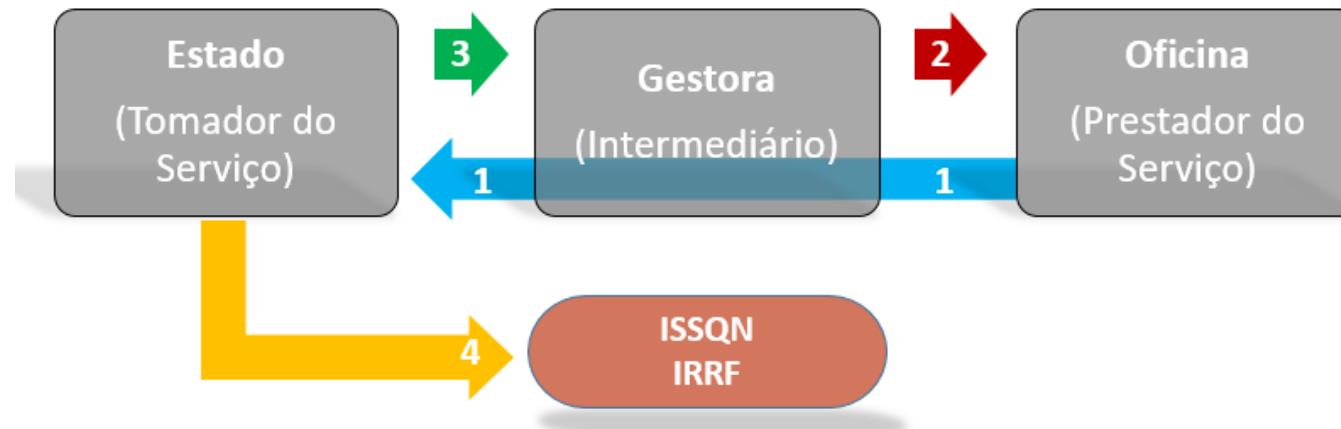 Estado
(Tomador do
Serviço)
3
Gestora
(Intermediário)
2
Oficina
(Prestador do
Serviço)
1
1
4
ISSQN
IRRF